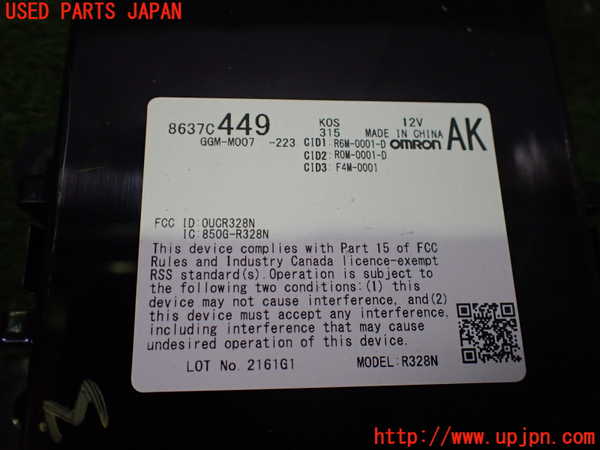 USED PARTS JAPAN
8637C449 KOS 12V
GGM-M007 -223 315 MADE IN CHINA AK
CID1: R6M-0001-D OMRON
CID2: R0M-0001-D
CID3: F4M-0001
FCC ID:OUCR328N
IC:850G-R328N
This device complies with Part 15 of FCC
Rules and Industry Canada licence-exempt
RSS standard(s).Operation is subject to
the following two conditions:(1) this
device may not cause interference, and(2)
this device must accept any interference,
including interference that may cause
undesired operation of this device.
LOT No. 2161G1 MODEL:R328N
M
UPJ - http://www.upjpn.com/